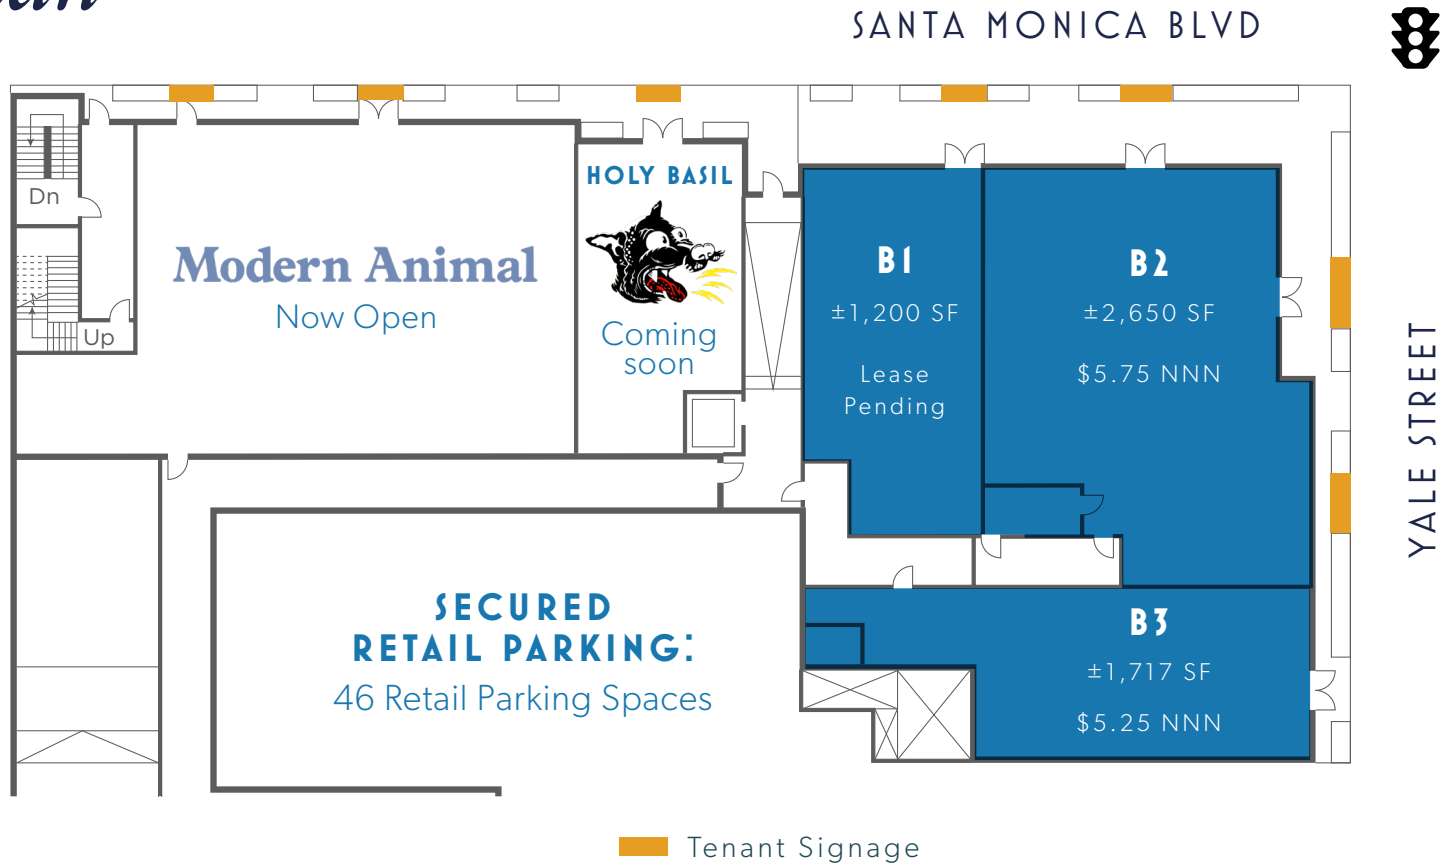 SANTA MONICA BLVD
Dn
Up
Modern Animal
Now Open
HOLY BASIL
Coming
soon
B1
±1,200 SF
Lease
Pending
B2
±2,650 SF
$5.75 NNN
YALE STREET
SECURED
RETAIL PARKING:
46 Retail Parking Spaces
B3
±1,717 SF
$5.25 NNN
Tenant Signage